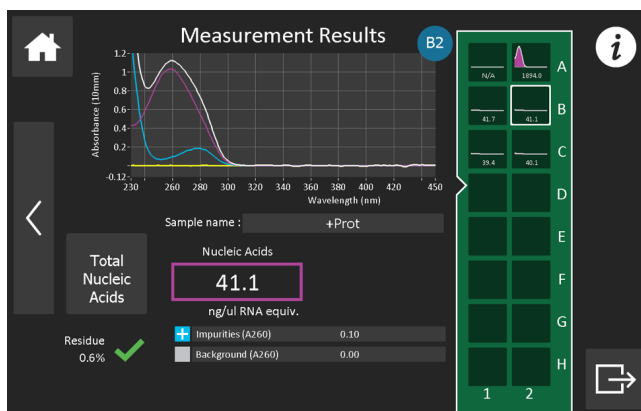 Measurement Results
B2
i
Absorbance (10mm)
1.2
1
0.8
0.6
0.4
0.2
-0.12
230 260 280 300 320 340 360 380 400 420 450
Wavelength (nm)
Sample name : +Prot
Total
Nucleic
Acids
Nucleic Acids
41.1
ng/ul RNA equiv.
Residue
0.6%
Impurities (A260) 0.10
Background (A260) 0.00
N/A 1894.0 A
41.7 41.1 B
39.4 40.1 C
D
E
F
G
H
1 2